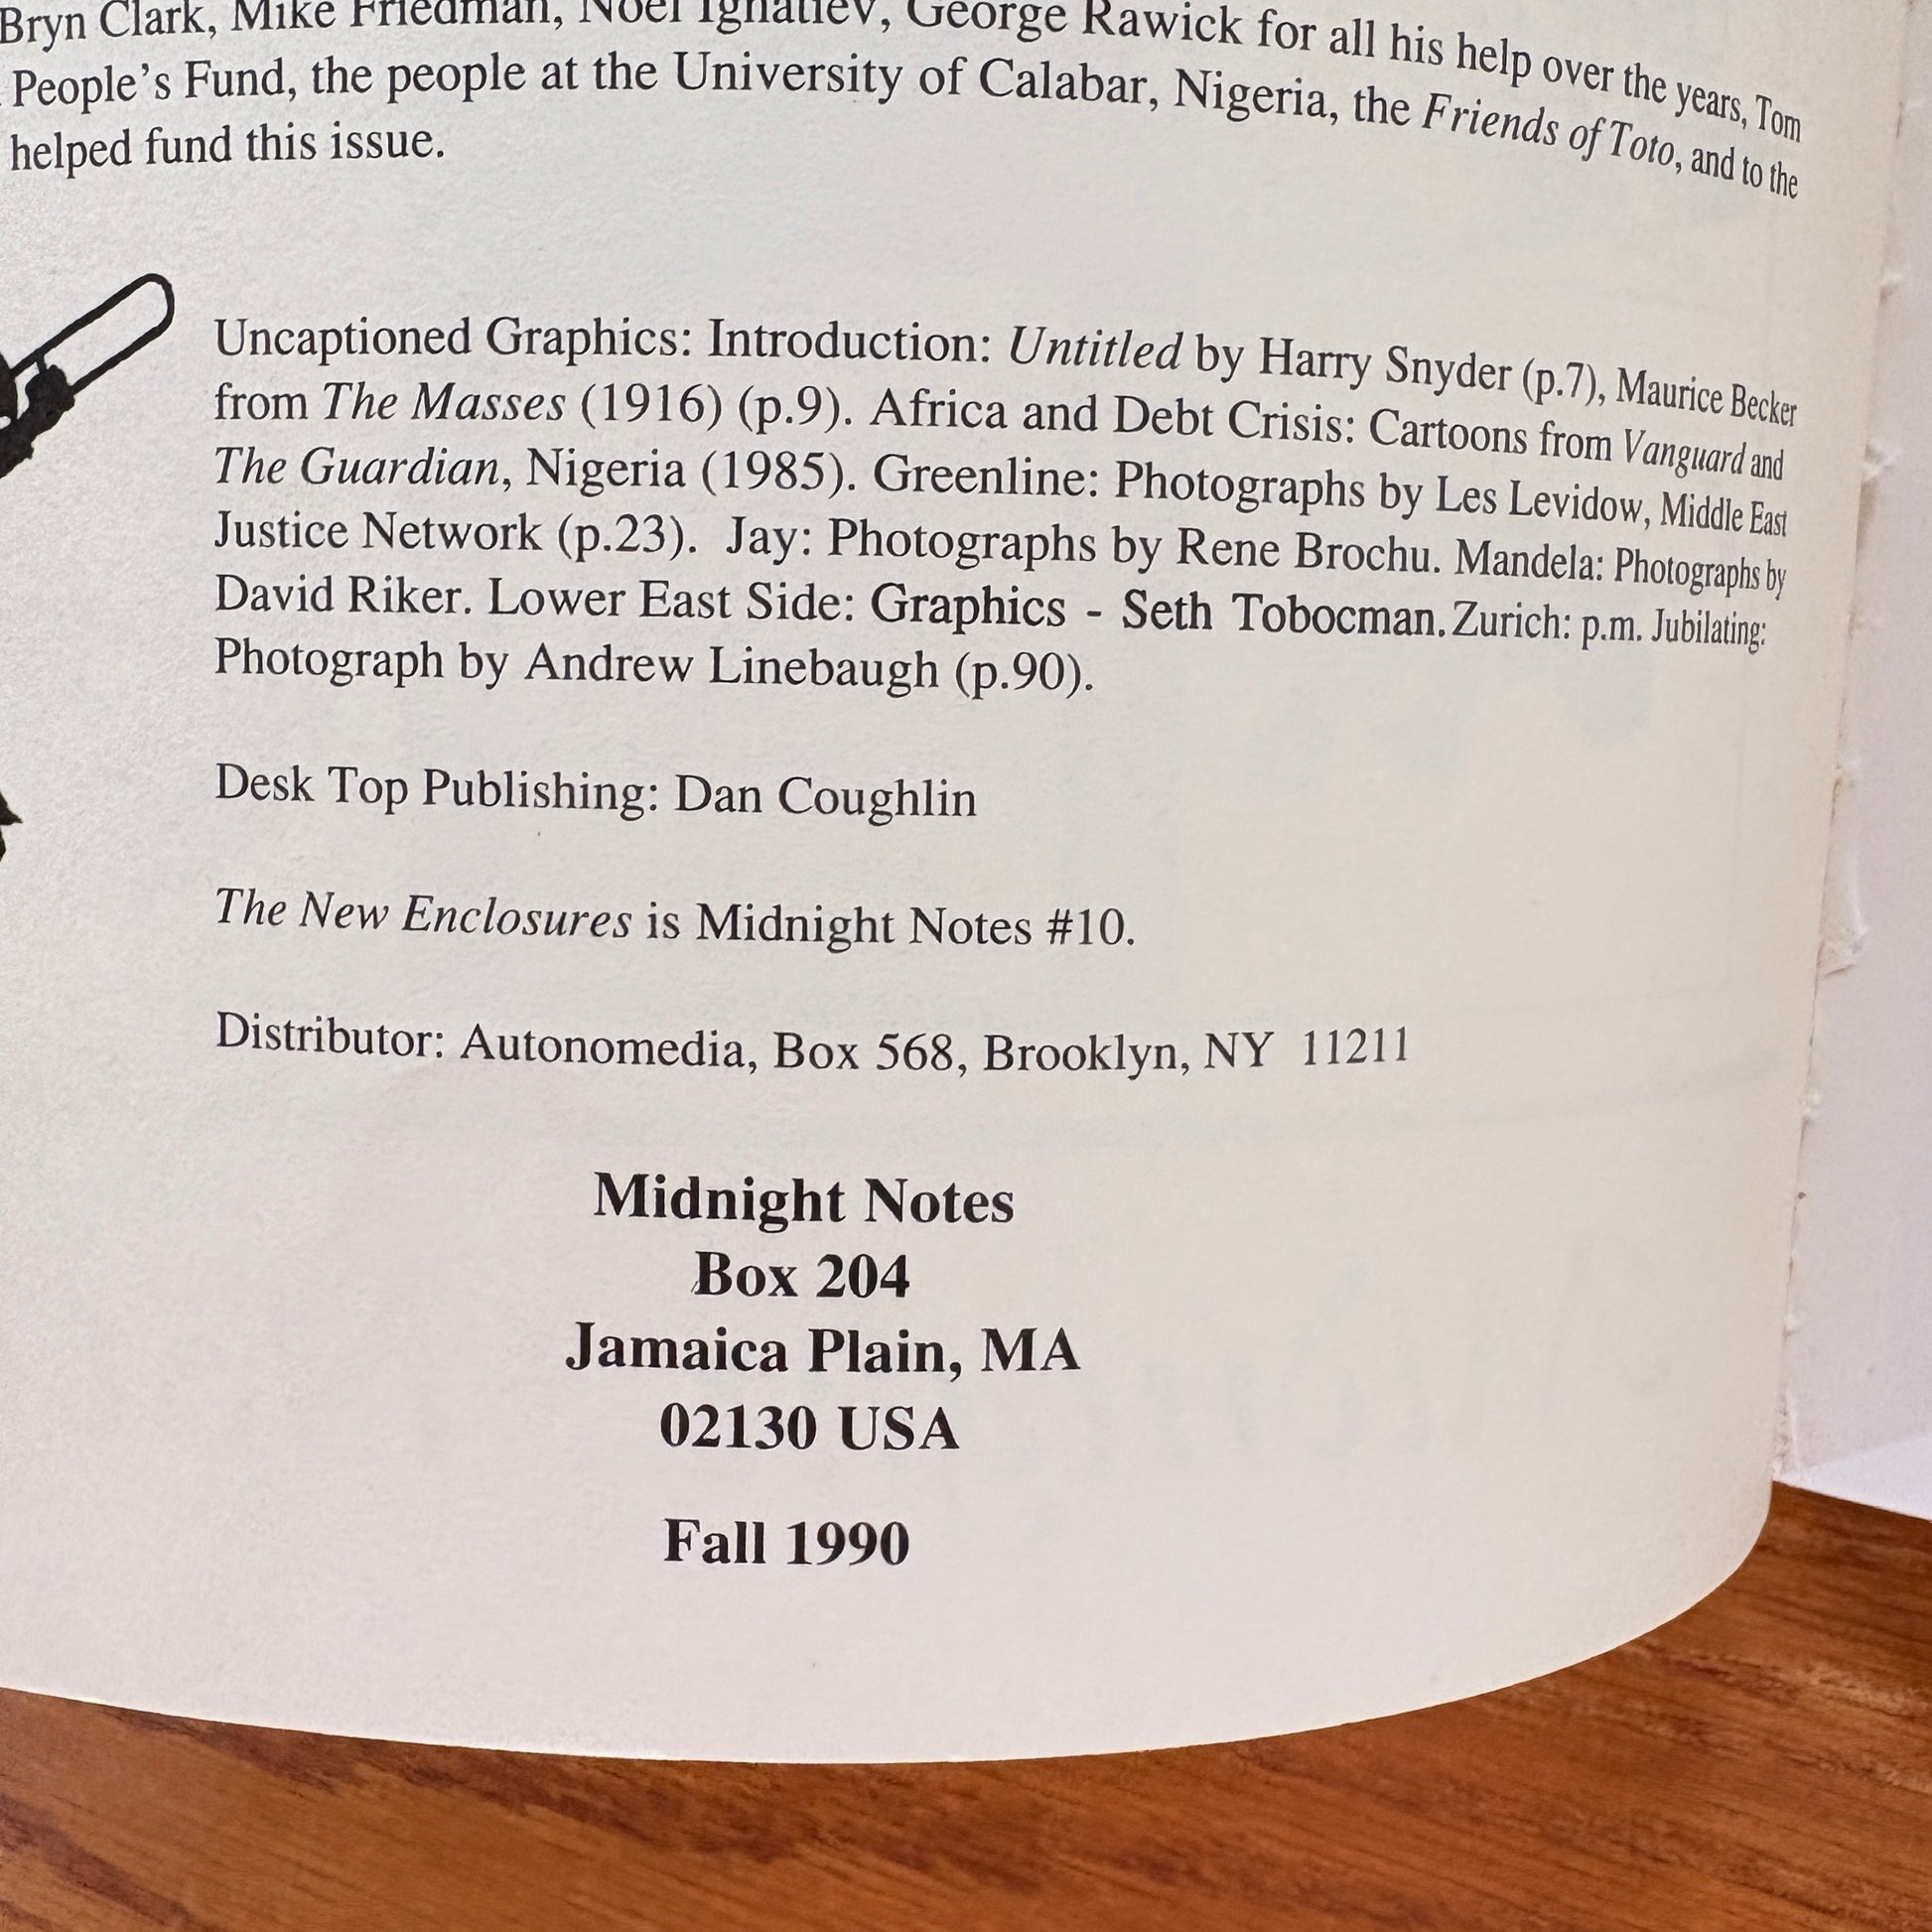 Bryn Clark, Mike Friedman, Noel Ignatiev, George Rawick for all his help over the years, Tom
People's Fund, the people at the University of Calabar, Nigeria, the Friends of Toto, and to the
helped fund this issue.
Uncaptioned Graphics: Introduction: Untitled by Harry Snyder (p.7), Maurice Becker
from The Masses (1916) (p.9). Africa and Debt Crisis: Cartoons from Vanguard and
The Guardian, Nigeria (1985). Greenline: Photographs by Les Levidow, Middle East
Justice Network (p.23). Jay: Photographs by Rene Brochu. Mandela: Photographs by
David Riker. Lower East Side: Graphics - Seth Tobocman. Zurich: p.m. Jubilating:
Photograph by Andrew Linebaugh (p.90).
Desk Top Publishing: Dan Coughlin
The New Enclosures is Midnight Notes #10.
Distributor: Autonomedia, Box 568, Brooklyn, NY 11211
Midnight Notes
Box 204
Jamaica Plain, MA
02130 USA
Fall 1990